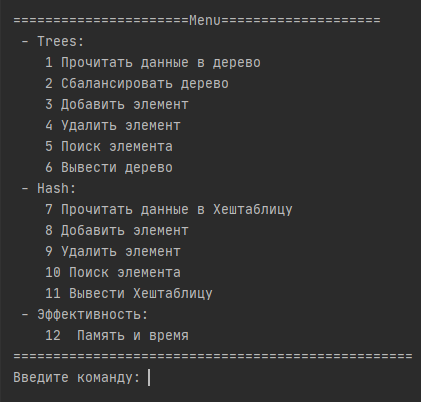 ======================Menu====================
- Trees:
1 Прочитать данные в дерево
2 Сбалансировать дерево
3 Добавить элемент
4 Удалить элемент
5 Поиск элемента
6 Вывести дерево
- Hash:
7 Прочитать данные в Хештаблицу
8 Добавить элемент
9 Удалить элемент
10 Поиск элемента
11 Вывести Хештаблицу
- Эффективность:
12  Память и время
==================================================
Введите команду: